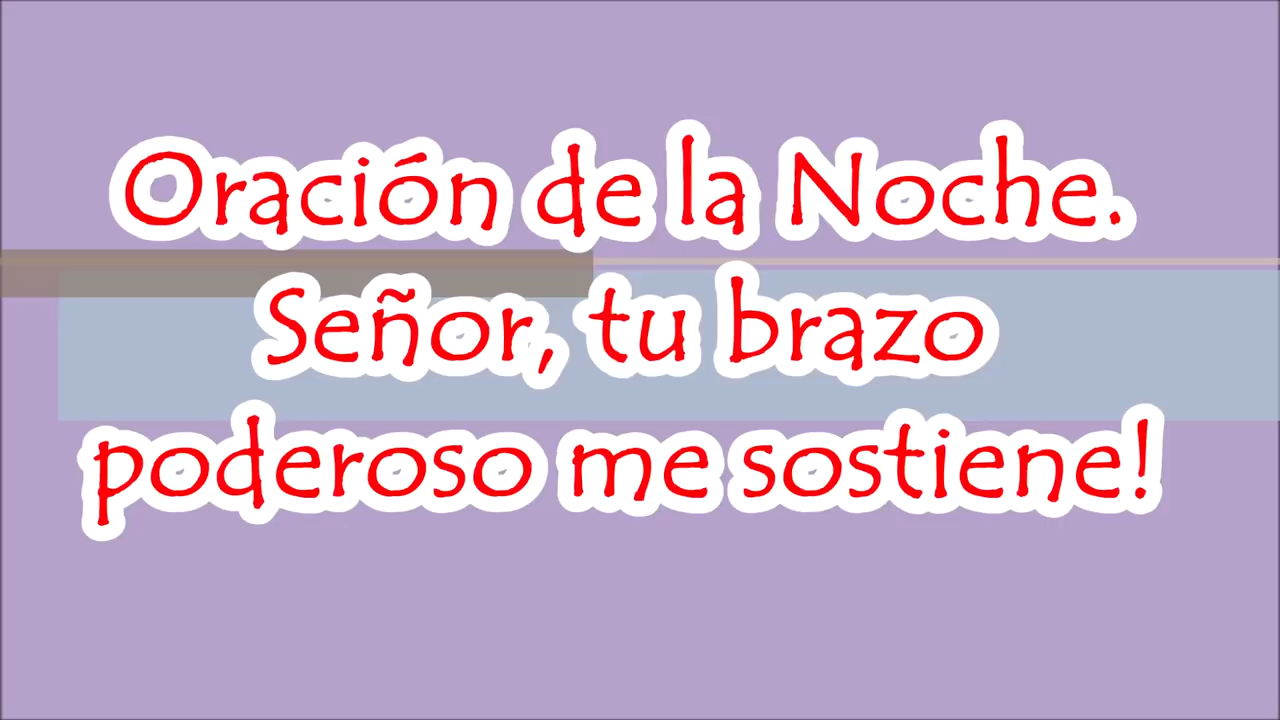 Oración de la Noche.
Señor, tu brazo
poderoso me sostiene!